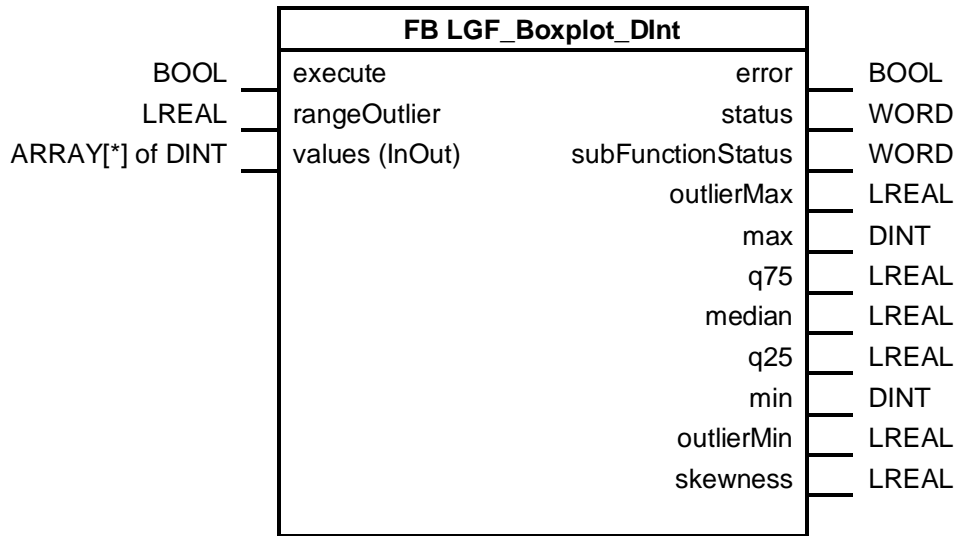 FB LGF_Boxplot_DInt
BOOL execute error BOOL
LREAL rangeOutlier status WORD
ARRAY[*] of DINT values (InOut) subFunctionStatus WORD
outlierMax LREAL
max DINT
q75 LREAL
median LREAL
q25 LREAL
min DINT
outlierMin LREAL
skewness LREAL